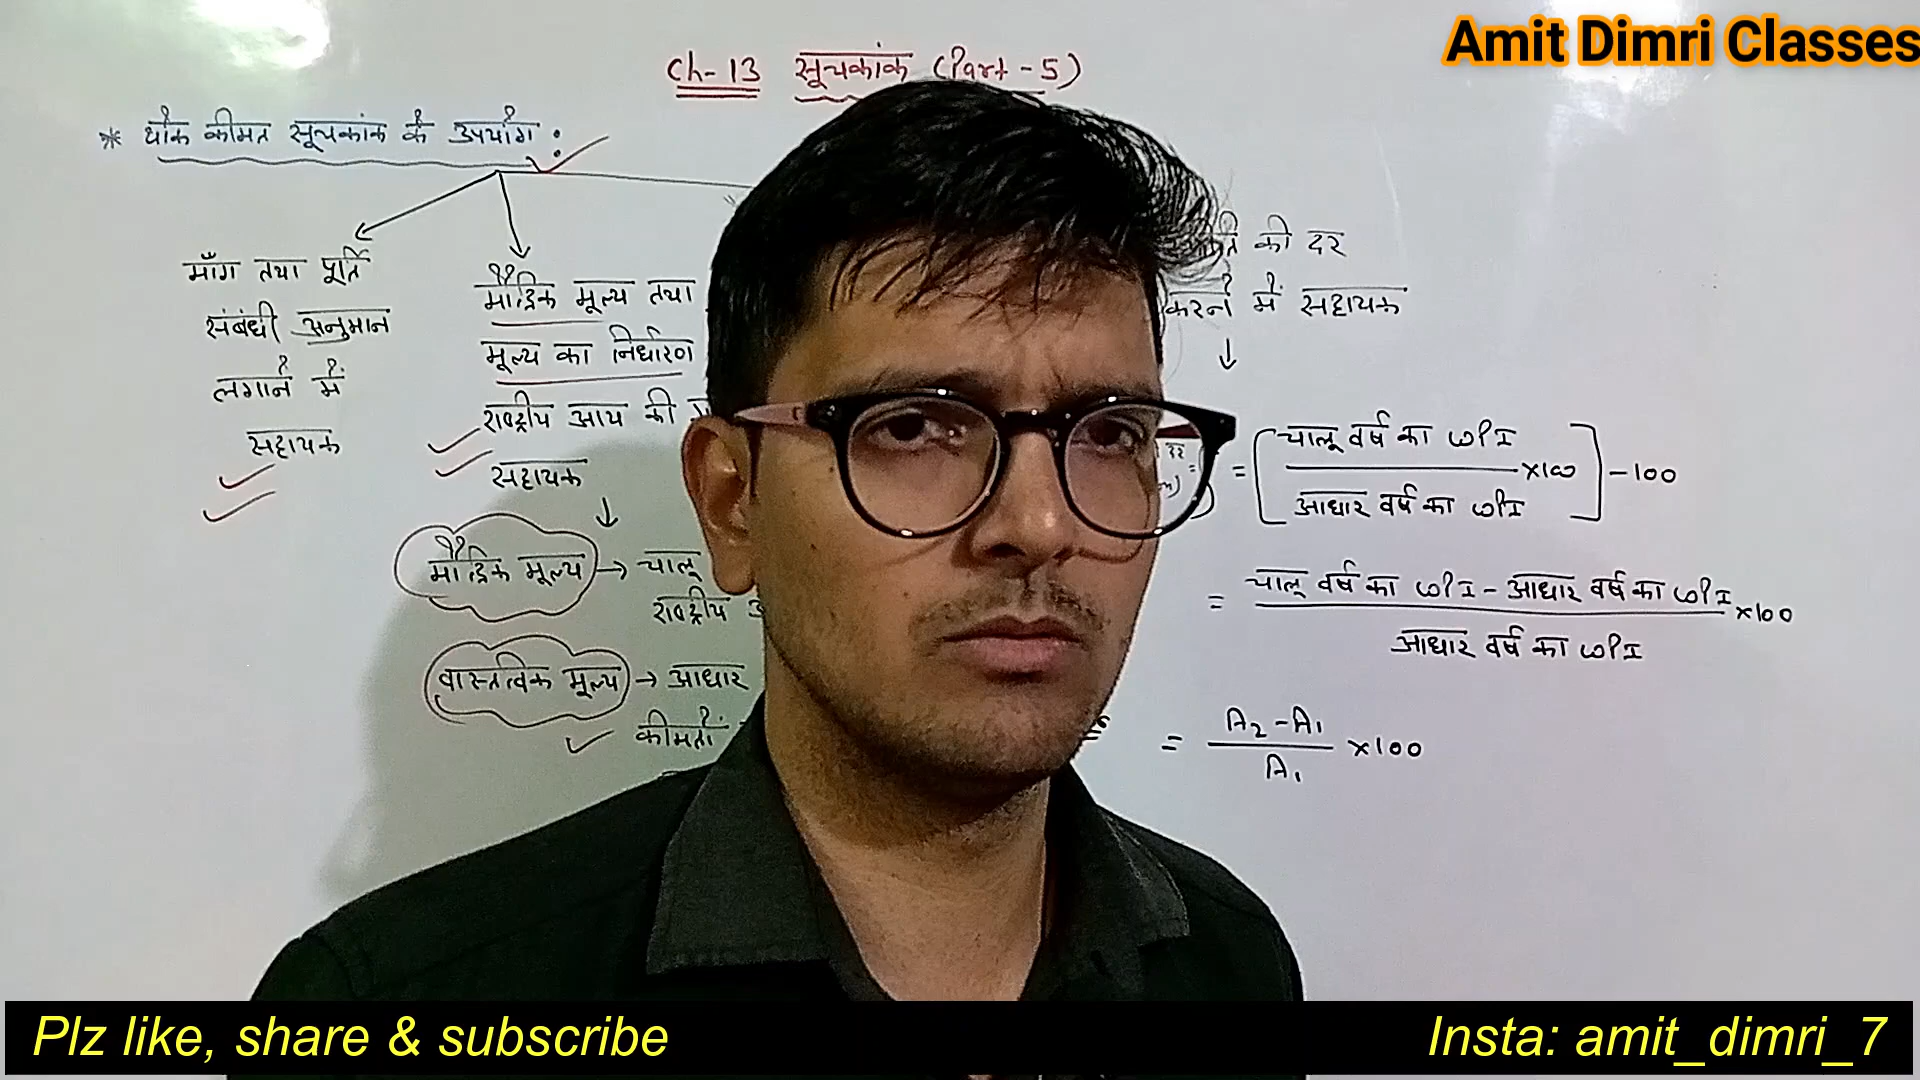 Amit Dimri Classes
Ch-13 सूचकांक (Part-5)
* थोक कीमत सूचकांक के उपयोग :
माँग तथा पूर्ति
संबंधी अनुमान
लगाने में
सहायक
मौद्रिक मूल्य तथा
मूल्य का निर्धारण
राष्ट्रीय आय की
सहायक
मौद्रिक मूल्य → चालू
राष्ट्रीय
वास्तविक मूल्य → आधार
कीमतों
की दर
करने में सहायक
= [चालू वर्ष का WPI / आधार वर्ष का WPI ×100] - 100
= चालू वर्ष का WPI - आधार वर्ष का WPI / आधार वर्ष का WPI ×100
= A2 - A1 / A1 ×100
Plz like, share & subscribe
Insta: amit_dimri_7